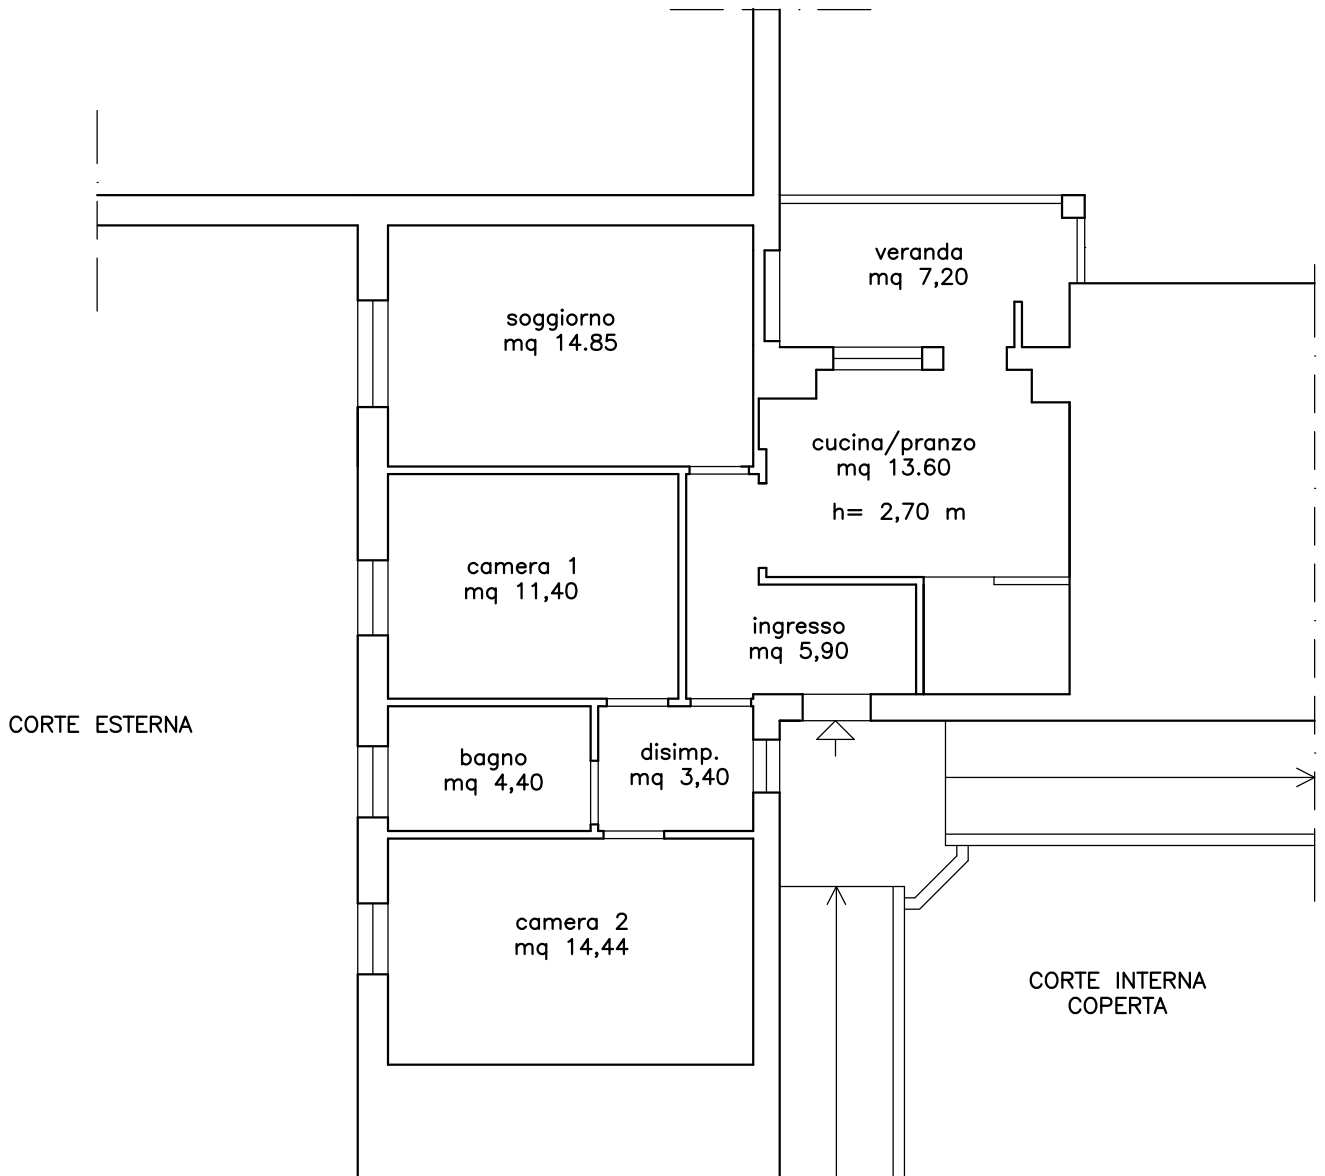 veranda
mq 7,20
soggiorno
mq 14.85
cucina/pranzo
mq 13.60
h= 2,70 m
camera 1
mq 11,40
ingresso
mq 5,90
CORTE ESTERNA
bagno
mq 4,40
disimp.
mq 3,40
camera 2
mq 14,44
CORTE INTERNA
COPERTA